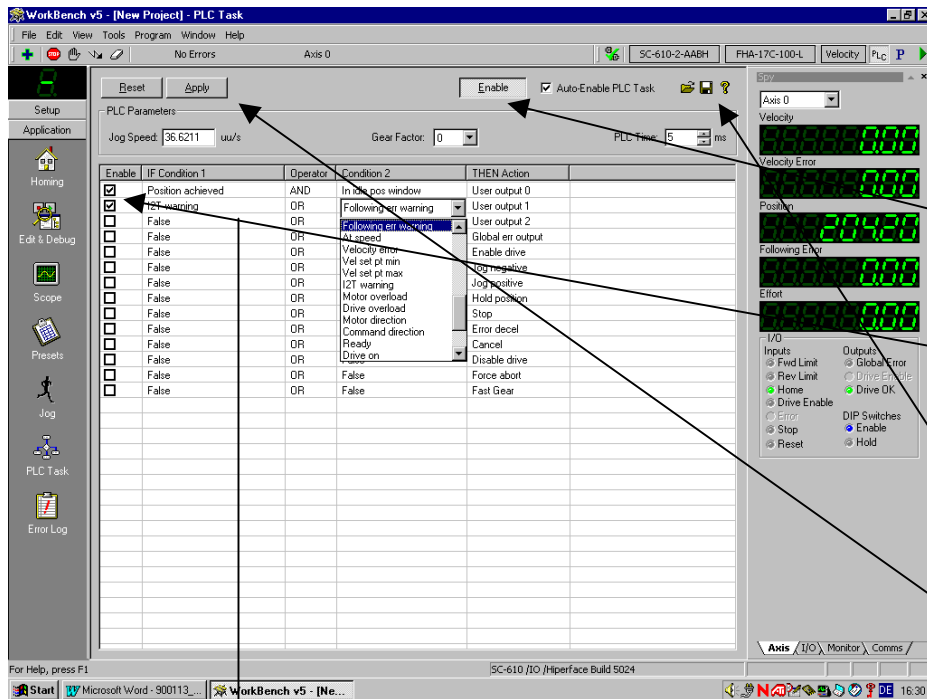 WorkBench v5 - [New Project] - PLC Task
File Edit View Tools Program Window Help
STOP No Errors Axis 0 SC-610-2-AABH FHA-17C-100-L Velocity PLC P
Setup
Application
Homing
Edit & Debug
Scope
Presets
Jog
PLC Task
Error Log
Reset Apply Enable Auto-Enable PLC Task
PLC Parameters
Jog Speed: 36.6211 uu/s Gear Factor: 0 PLC Time: 5 ms
Enable IF Condition 1 Operator Condition 2 THEN Action
Position achieved AND In idle pos window User output 0
I2T warning OR Following err warning User output 1
False OR User output 2
False OR Global err output
False OR Enable drive
False OR Jog negative
False OR Jog positive
False OR Hold position
False OR Stop
False OR Error decel
False OR Cancel
False OR Disable drive
False OR False Force abort
False OR False Fast Gear
Following err warning
At speed
Velocity error
Vel set pt min
Vel set pt max
I2T warning
Motor overload
Drive overload
Motor direction
Command direction
Ready
Drive on
Spy
Axis 0
Velocity
0.00
Velocity Error
0.00
Position
204.20
Following Error
0.00
Effort
0.00
I/O
Inputs Outputs
Fwd Limit Global Error
Rev Limit Drive Enable
Home Drive OK
Drive Enable
Error DIP Switches
Stop Enable
Reset Hold
Axis I/O Monitor Comms
For Help, press F1 SC-610 /IO /Hiperface Build 5024
Start Microsoft Word - 900113_... WorkBench v5 - [Ne... DE 16:30